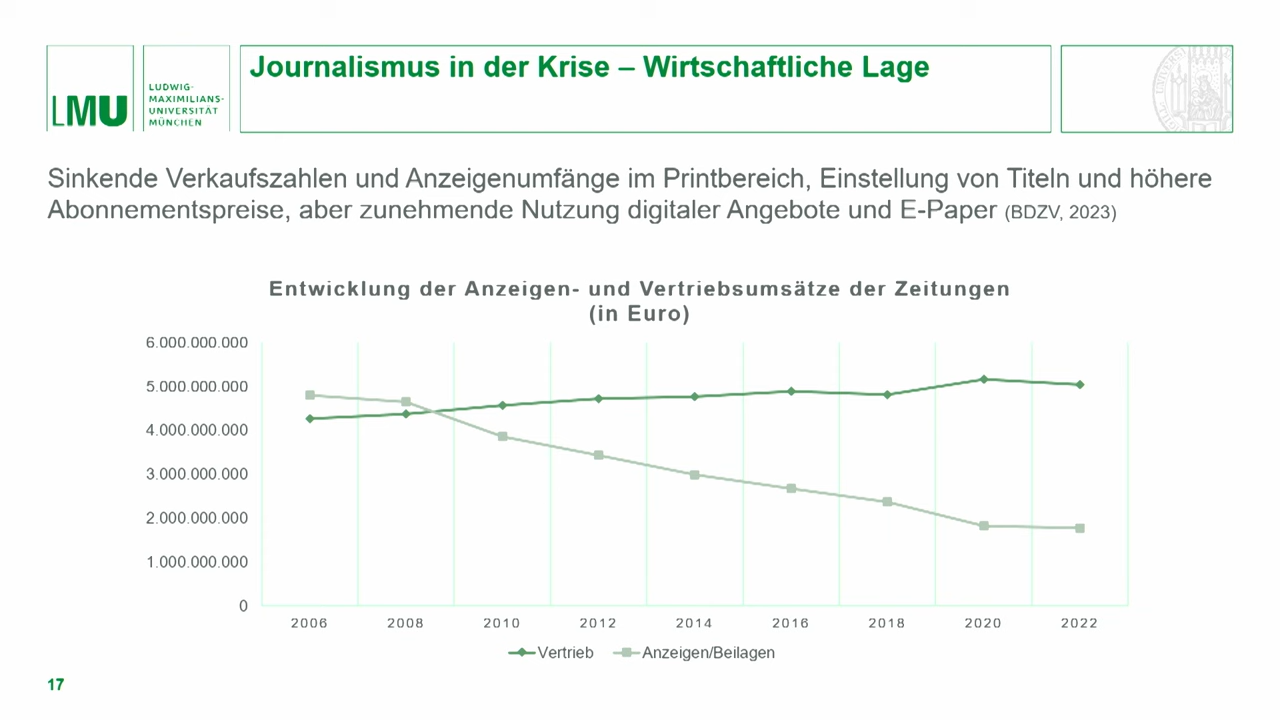 LMU
LUDWIG-
MAXIMILIANS-
UNIVERSITÄT
MÜNCHEN
Journalismus in der Krise – Wirtschaftliche Lage
Sinkende Verkaufszahlen und Anzeigenumfänge im Printbereich, Einstellung von Titeln und höhere
Abonnementspreise, aber zunehmende Nutzung digitaler Angebote und E-Paper (BDZV, 2023)
Entwicklung der Anzeigen- und Vertriebsumsätze der Zeitungen
(in Euro)
6.000.000.000
5.000.000.000
4.000.000.000
3.000.000.000
2.000.000.000
1.000.000.000
0
2006 2008 2010 2012 2014 2016 2018 2020 2022
Vertrieb Anzeigen/Beilagen
17